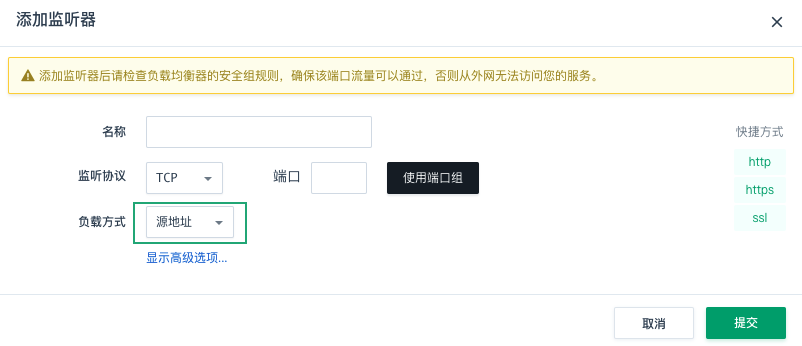 添加监听器
添加监听器后请检查负载均衡器的安全组规则，确保该端口流量可以通过，否则从外网无法访问您的服务。
名称
快捷方式
http
监听协议 TCP 端口 使用端口组
https
负载方式 源地址
ssl
显示高级选项...
取消 提交